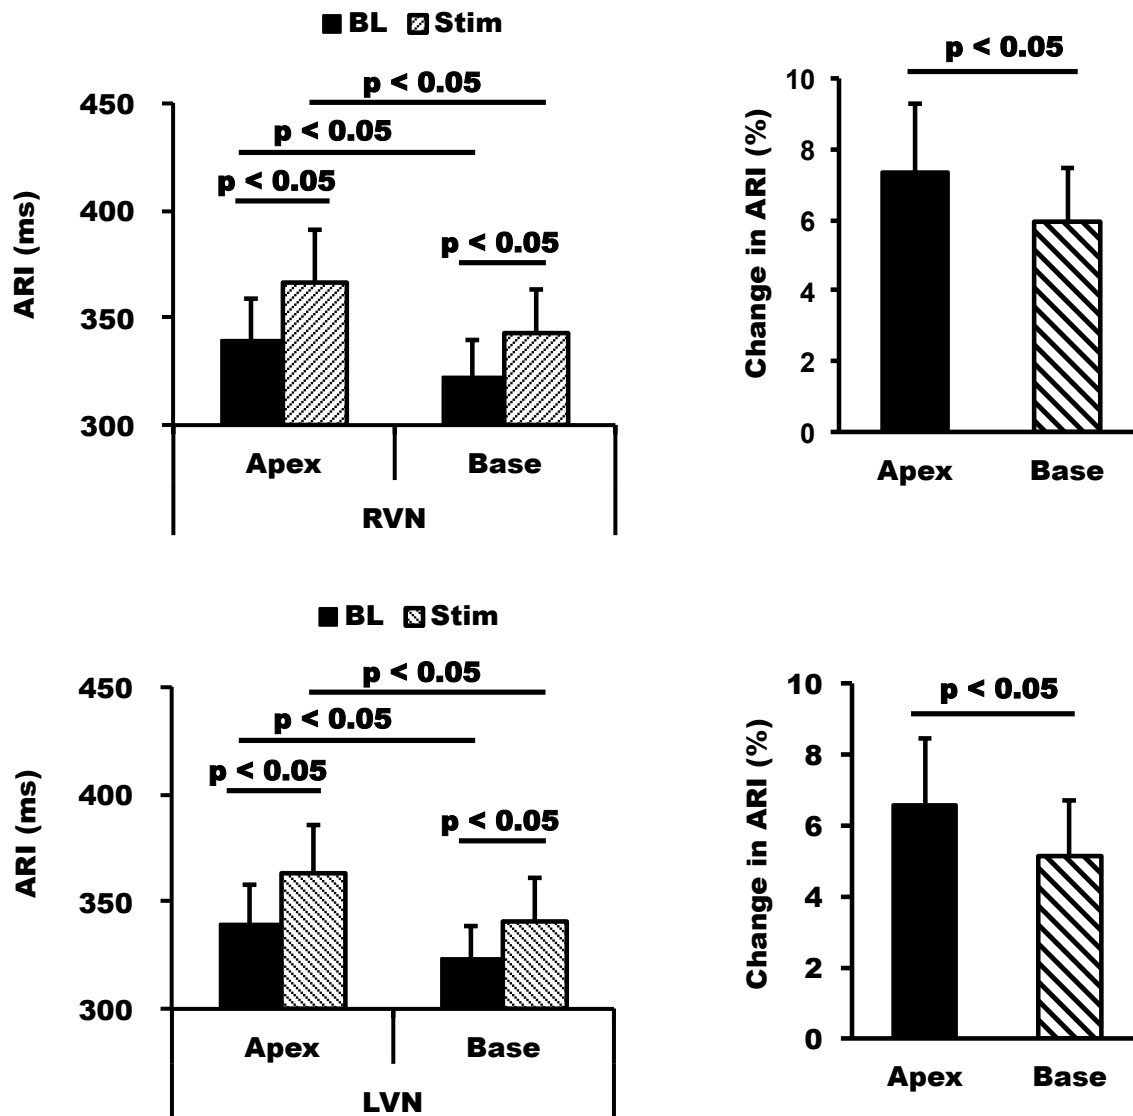 BL Stim
p < 0.05
450
p < 0.05
400
p < 0.05
p < 0.05
350
300
ARI (ms)
Apex Base
RVN
p < 0.05
10
8
6
4
2
0
Change in ARI (%)
Apex Base
BL Stim
p < 0.05
450
p < 0.05
400
p < 0.05
p < 0.05
350
300
ARI (ms)
Apex Base
LVN
p < 0.05
10
8
6
4
2
0
Change in ARI (%)
Apex Base